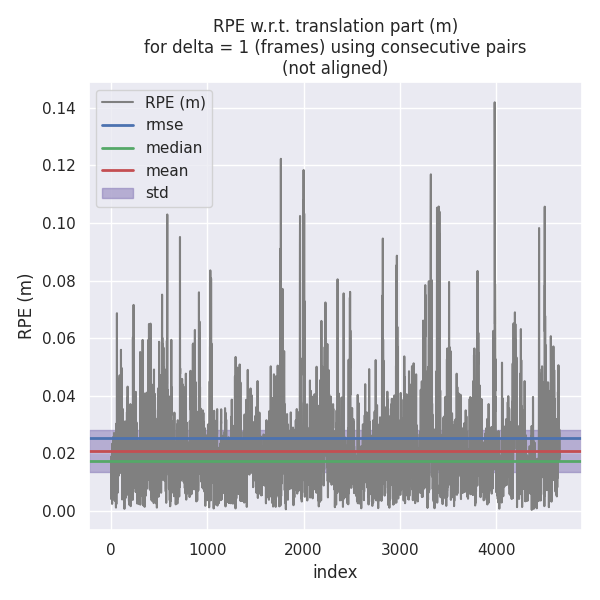 RPE w.r.t. translation part (m)
for delta = 1 (frames) using consecutive pairs
(not aligned)
RPE (m)
rmse
median
mean
std
0.14
0.12
0.10
0.08
0.06
0.04
0.02
0.00
RPE (m)
0 1000 2000 3000 4000
index